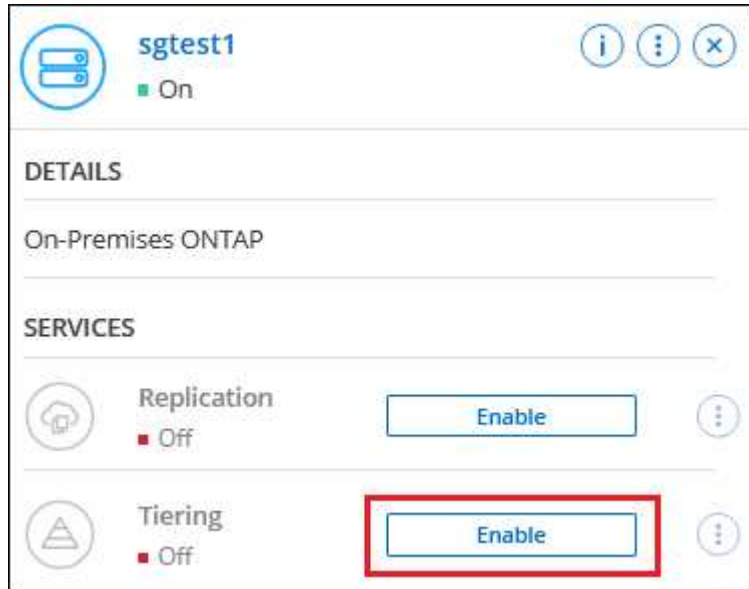 sgtest1
On
DETAILS
On-Premises ONTAP
SERVICES
Replication
Enable
Off
Tiering
Enable
Off